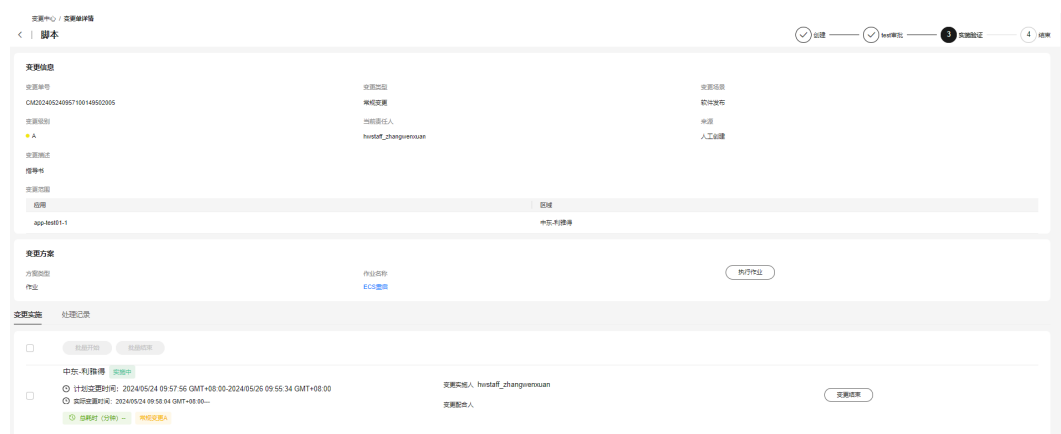 变更中心 / 变更单详情
脚本
创建 test审批 3 实施验证 4 结束
变更信息
变更单号 变更类型 变更场景
CM20240524095710014950​2005 常规变更 软件发布
变更级别 当前责任人 来源
A hwstaff_zhangwenxuan 人工创建
变更描述
指导书
变更范围
应用 区域
app-test01-1 中东-利雅得
变更方案
方案类型 作业名称 执行作业
作业 ECS重启
变更实施 处理记录
批量开始 批量结束
中东-利雅得 实施中
计划变更时间：2024/05/24 09:57:56 GMT+08:00-2024/05/26 09:55:34 GMT+08:00
变更实施人 hwstaff_zhangwenxuan
变更结束
实际变更时间：2024/05/24 09:58:04 GMT+08:00--
变更配合人
总耗时（分钟） -- 常规变更A